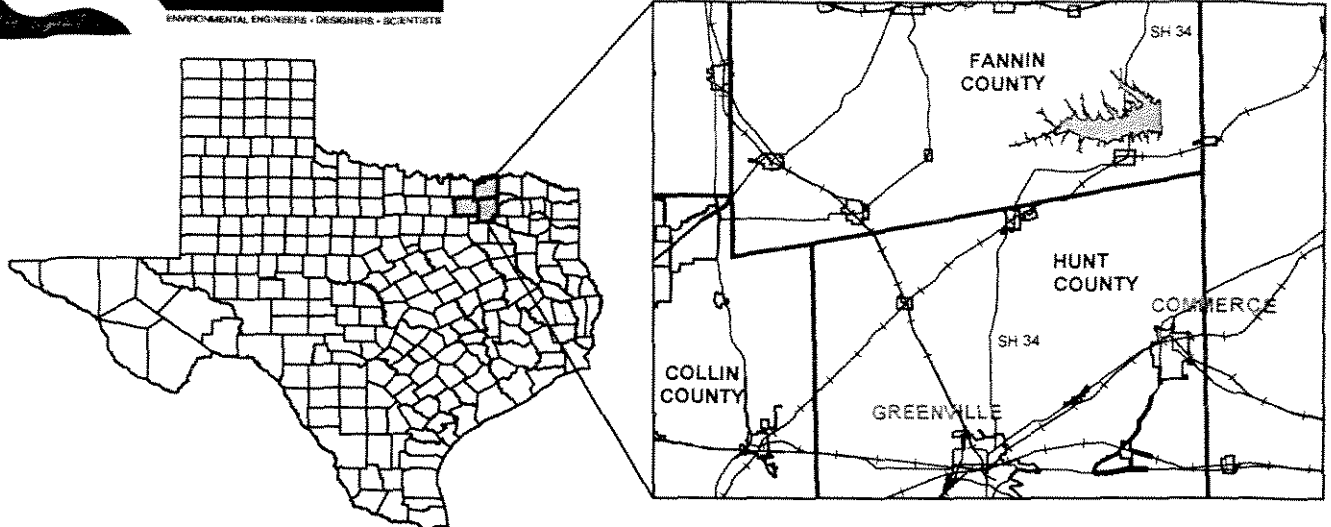 ENVIRONMENTAL ENGINEERS • DESIGNERS • SCIENTISTS
SH 34
FANNIN
COUNTY
HUNT
COUNTY
COMMERCE
SH 34
COLLIN
COUNTY
GREENVILLE